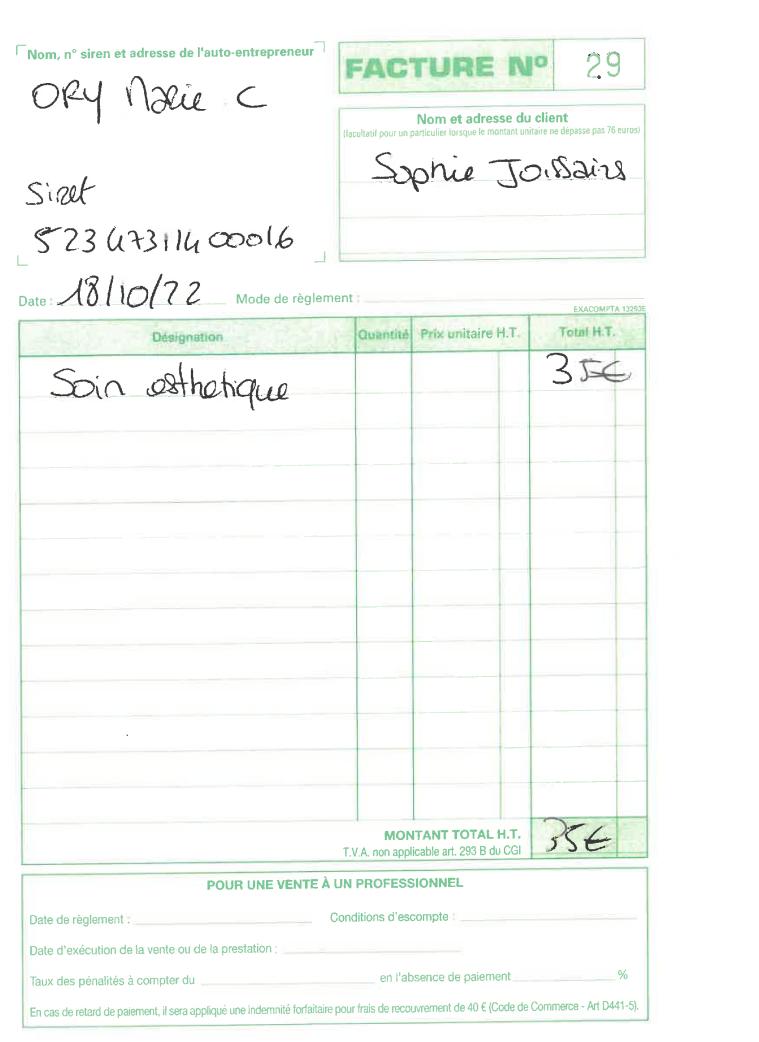 Nom, n° siren et adresse de l'auto-entrepreneur
ORY Marie C
Siret
523 473 114 00016
FACTURE N° 29
Nom et adresse du client
(facultatif pour un particulier lorsque le montant unitaire ne dépasse pas 76 euros)
Sophie Joissains
Date : 18/10/22 Mode de règlement :
EXACOMPTA 13293E
Désignation Quantité Prix unitaire H.T. Total H.T.
Soin esthetique 35€
MONTANT TOTAL H.T. 35€
T.V.A. non applicable art. 293 B du CGI
POUR UNE VENTE À UN PROFESSIONNEL
Date de règlement : Conditions d'escompte :
Date d'exécution de la vente ou de la prestation :
Taux des pénalités à compter du en l'absence de paiement %
En cas de retard de paiement, il sera appliqué une indemnité forfaitaire pour frais de recouvrement de 40 € (Code de Commerce - Art D441-5).